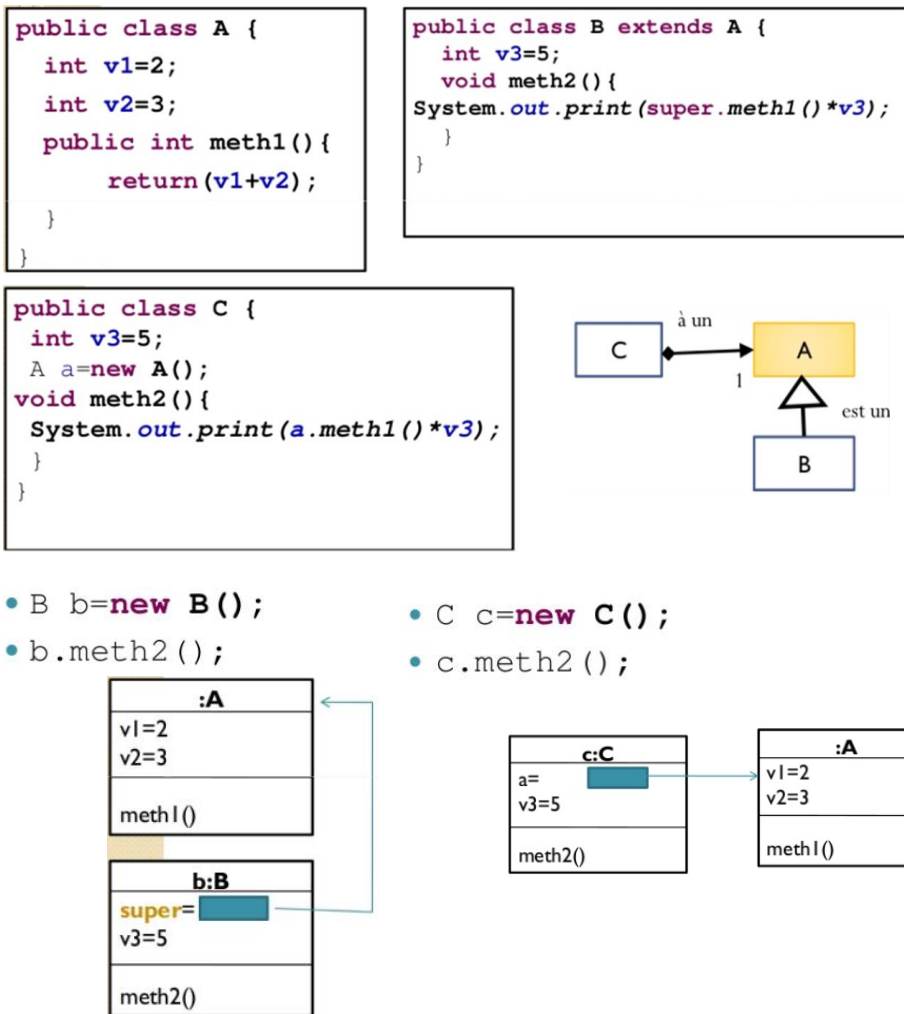 public class A {
int v1=2;
int v2=3;
public int meth1(){
return(v1+v2);
}
}
public class B extends A {
int v3=5;
void meth2(){
System.out.print(super.meth1()*v3);
}
}
public class C {
int v3=5;
A a=new A();
void meth2(){
System.out.print(a.meth1()*v3);
}
}
à un
C
A
1
est un
B
• B b=new B();
• b.meth2();
• C c=new C();
• c.meth2();
:A
v1=2
v2=3
meth1()
b:B
super=
v3=5
meth2()
c:C
a=
v3=5
meth2()
:A
v1=2
v2=3
meth1()